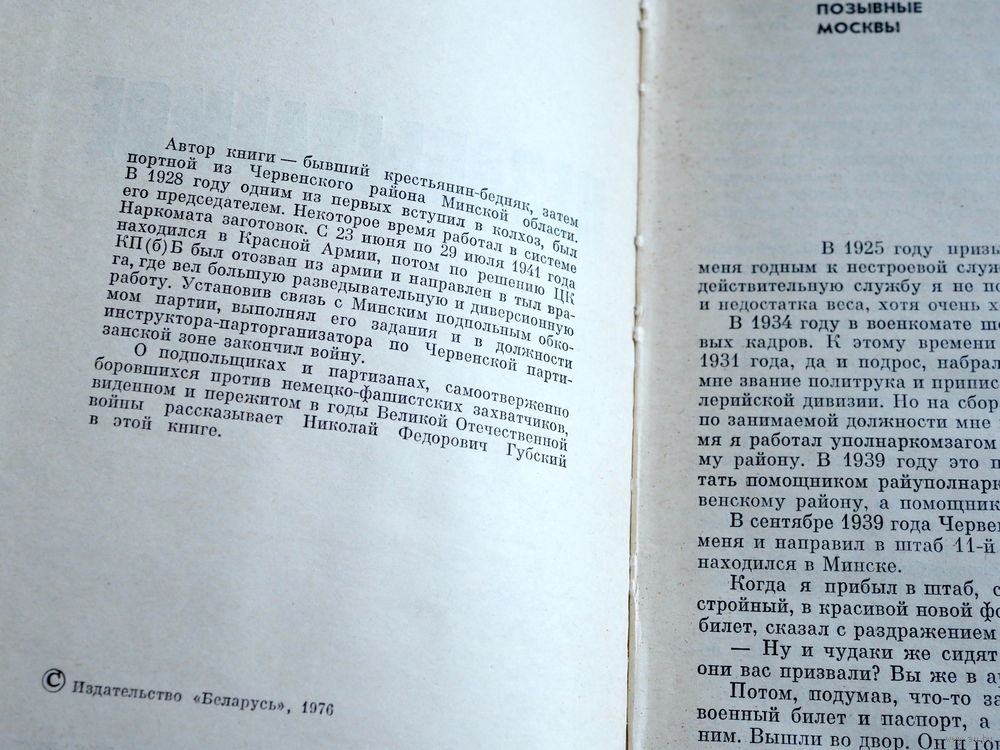 Автор книги — бывший крестьянин-бедняк, затем
портной из Червенского района Минской области.
В 1928 году одним из первых вступил в колхоз, был
его председателем. Некоторое время работал в системе
Наркомата заготовок. С 23 июня по 29 июля 1941 года
находился в Красной Армии, потом по решению ЦК
КП(б)Б был отозван из армии и направлен в тыл вра-
га, где вел большую разведывательную и диверсионную
работу. Установив связь с Минским подпольным обко-
мом партии, выполнял его задания и в должности
инструктора-парторганизатора по Червенской парти-
занской зоне закончил войну.
О подпольщиках и партизанах, самоотверженно
боровшихся против немецко-фашистских захватчиков,
виденном и пережитом в годы Великой Отечественной
войны рассказывает Николай Федорович Губский
в этой книге.
© Издательство «Беларусь», 1976
ПОЗЫВНЫЕ
МОСКВЫ
В 1925 году призы
меня годным к нестроевой служ
действительную службу я не по
и недостатка веса, хотя очень х
В 1934 году в военкомате ше
вых кадров. К этому времени
1931 года, да и подрос, набрал
мне звание политрука и припис
лерийской дивизии. Но на сбор
по занимаемой должности мне
мя я работал уполнаркомзагом
му району. В 1939 году это п
тать помощником райуполнарк
венскому району, а помощник
В сентябре 1939 года Черве
меня и направил в штаб 11-й
находился в Минске.
Когда я прибыл в штаб, с
стройный, в красивой новой фо
билет, сказал с раздражением
— Ну и чудаки же сидят
они вас призвали? Вы же в а
Потом, подумав, что-то за
военный билет и паспорт, а
ним. Вышли во двор. Он